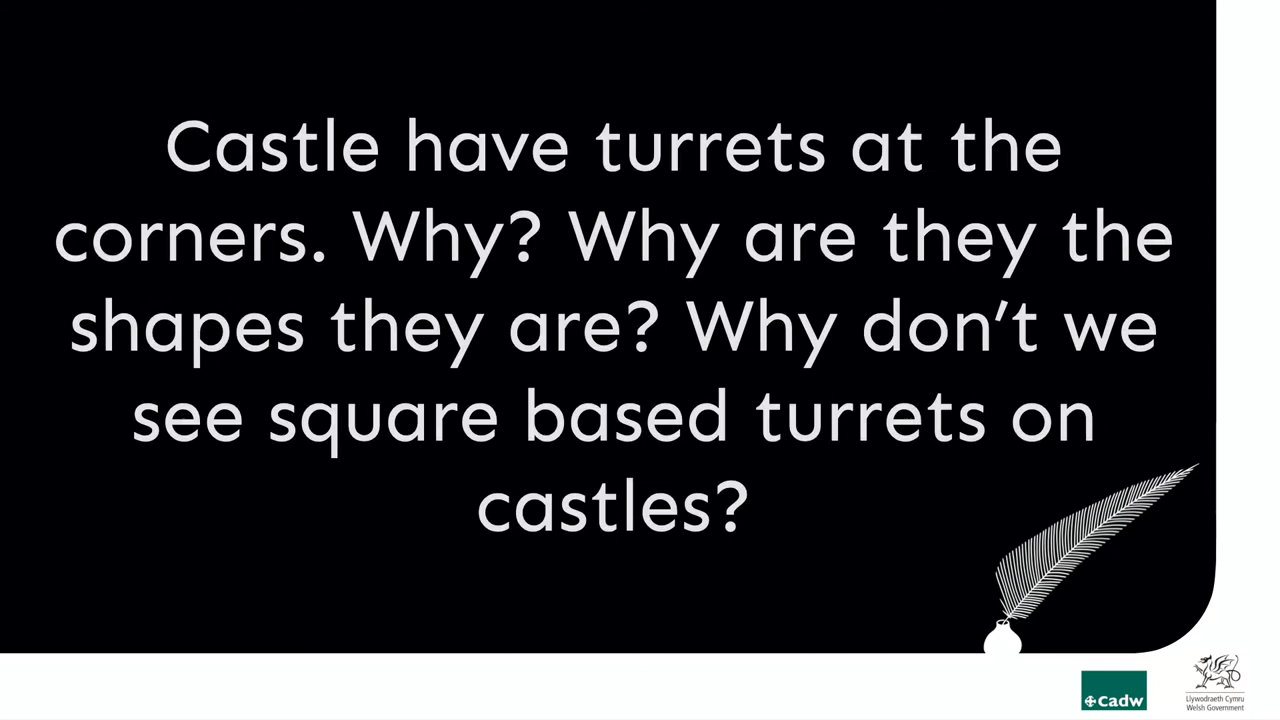 Castle have turrets at the
corners. Why? Why are they the
shapes they are? Why don’t we
see square based turrets on
castles?
Cadw
Llywodraeth Cymru
Welsh Government